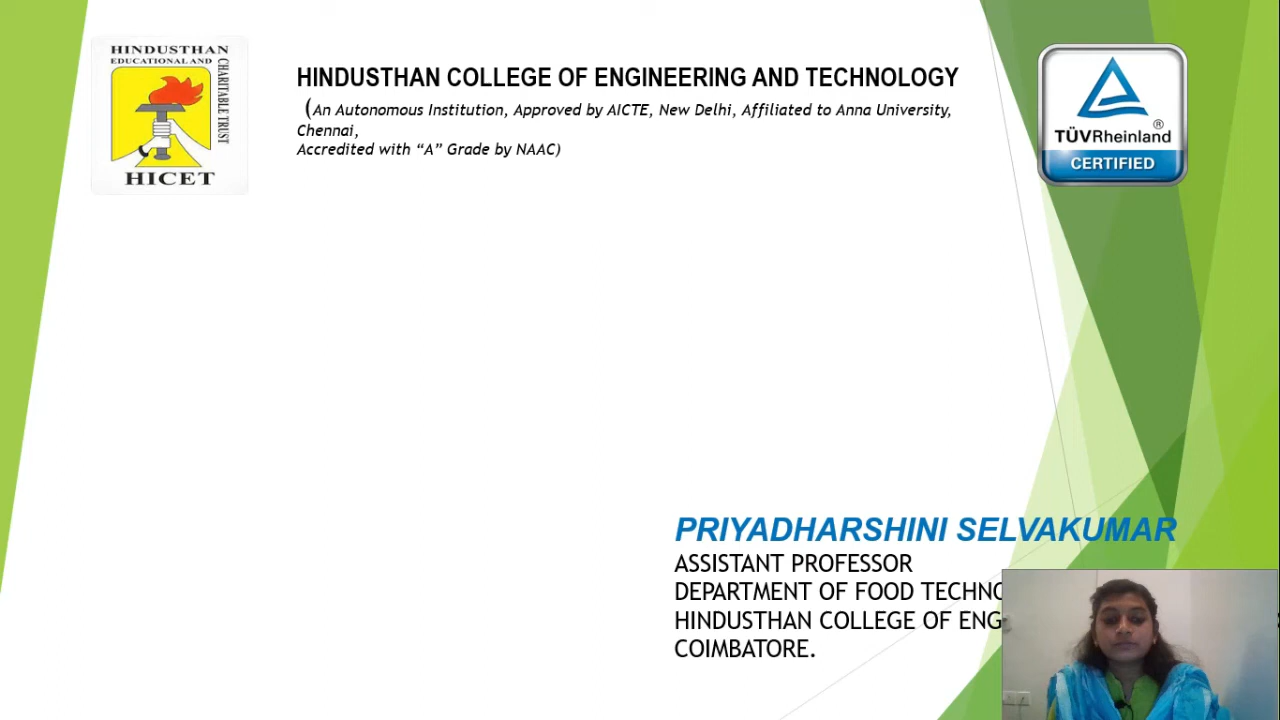 HINDUSTHAN
EDUCATIONAL AND
CHARITABLE TRUST
HICET
HINDUSTHAN COLLEGE OF ENGINEERING AND TECHNOLOGY
(An Autonomous Institution, Approved by AICTE, New Delhi, Affiliated to Anna University,
Chennai,
Accredited with “A” Grade by NAAC)
TÜVRheinland®
CERTIFIED
PRIYADHARSHINI SELVAKUMAR
ASSISTANT PROFESSOR
DEPARTMENT OF FOOD TECHNO
HINDUSTHAN COLLEGE OF ENG
COIMBATORE.